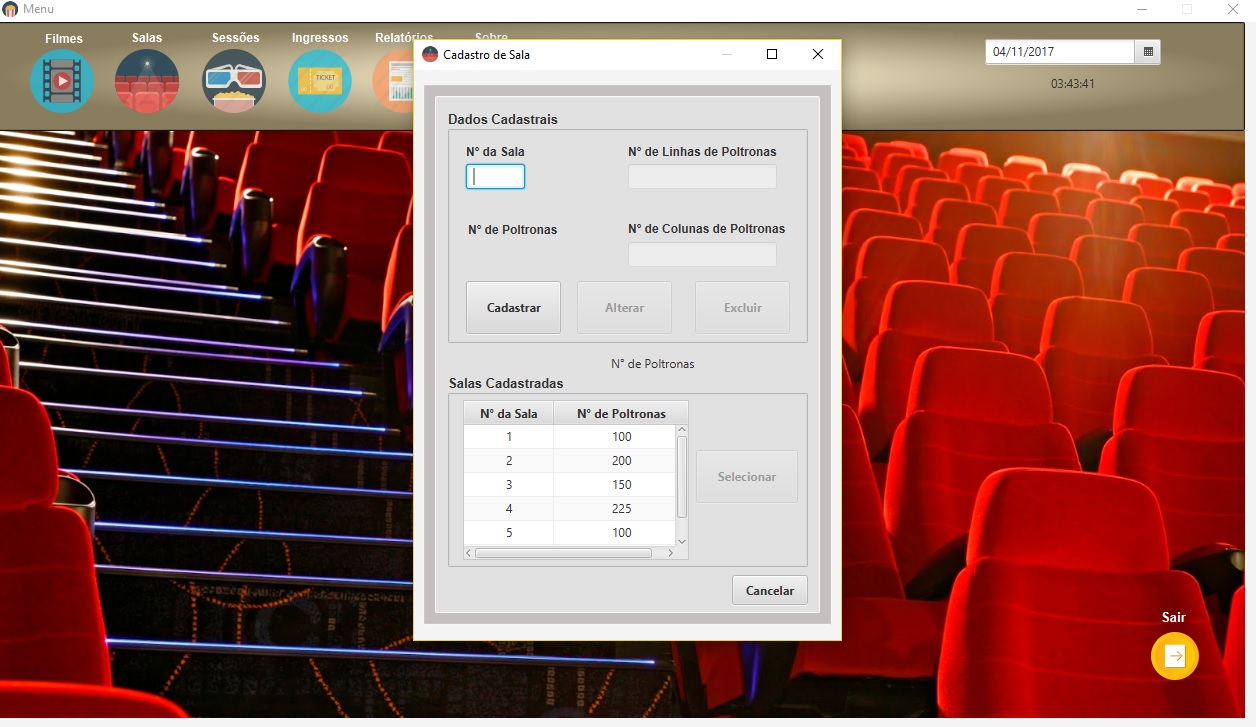 Menu
Filmes
Salas
Sessões
Ingressos
Relatórios
Sobre
TICKET
04/11/2017
03:43:41
Cadastro de Sala
Dados Cadastrais
N° da Sala
N° de Linhas de Poltronas
N° de Poltronas
N° de Colunas de Poltronas
Cadastrar
Alterar
Excluir
N° de Poltronas
Salas Cadastradas
N° da Sala N° de Poltronas
1 100
2 200
3 150
4 225
5 100
Selecionar
Cancelar
Sair